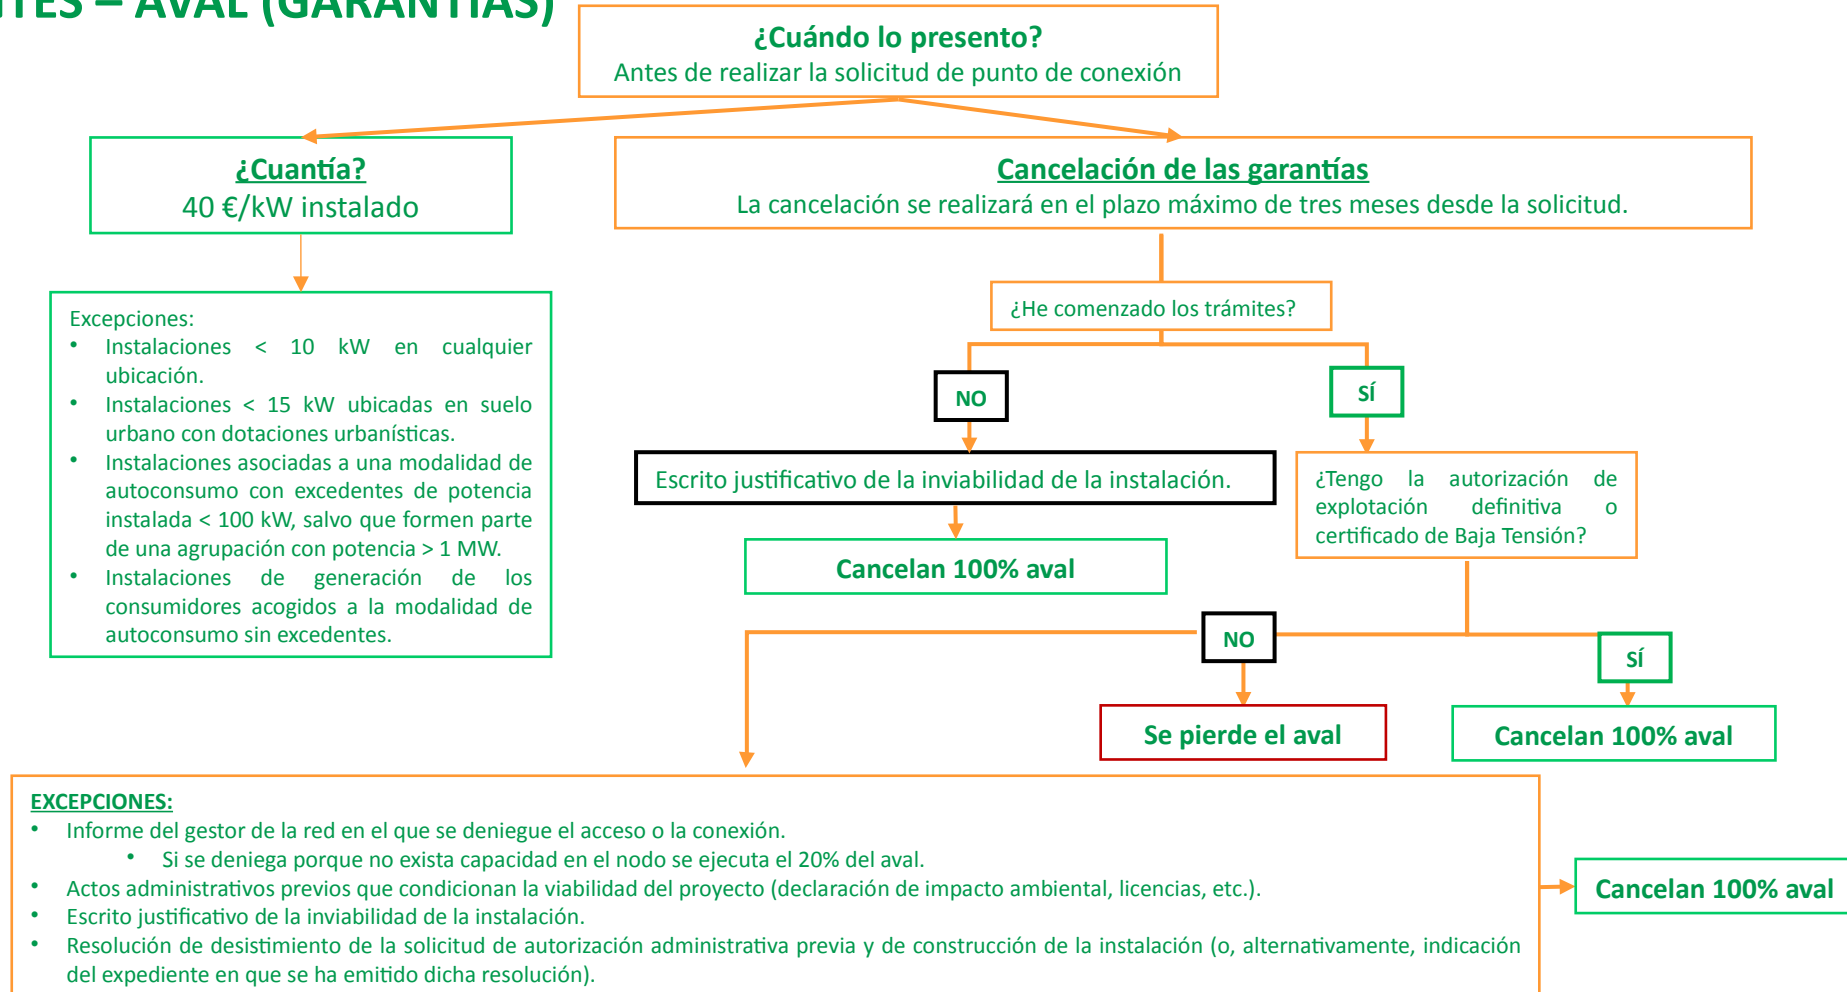 ITES – AVAL (GARANTÍAS)
¿Cuándo lo presento?
Antes de realizar la solicitud de punto de conexión
¿Cuantía?
40 €/kW instalado
Cancelación de las garantías
La cancelación se realizará en el plazo máximo de tres meses desde la solicitud.
Excepciones:
• Instalaciones < 10 kW en cualquier
ubicación.
• Instalaciones < 15 kW ubicadas en suelo
urbano con dotaciones urbanísticas.
• Instalaciones asociadas a una modalidad de
autoconsumo con excedentes de potencia
instalada < 100 kW, salvo que formen parte
de una agrupación con potencia > 1 MW.
• Instalaciones de generación de los
consumidores acogidos a la modalidad de
autoconsumo sin excedentes.
¿He comenzado los trámites?
NO
SÍ
Escrito justificativo de la inviabilidad de la instalación.
¿Tengo la autorización de
explotación definitiva o
certificado de Baja Tensión?
Cancelan 100% aval
NO
SÍ
Se pierde el aval
Cancelan 100% aval
EXCEPCIONES:
• Informe del gestor de la red en el que se deniegue el acceso o la conexión.
• Si se deniega porque no exista capacidad en el nodo se ejecuta el 20% del aval.
• Actos administrativos previos que condicionan la viabilidad del proyecto (declaración de impacto ambiental, licencias, etc.).
• Escrito justificativo de la inviabilidad de la instalación.
• Resolución de desistimiento de la solicitud de autorización administrativa previa y de construcción de la instalación (o, alternativamente, indicación
del expediente en que se ha emitido dicha resolución).
Cancelan 100% aval